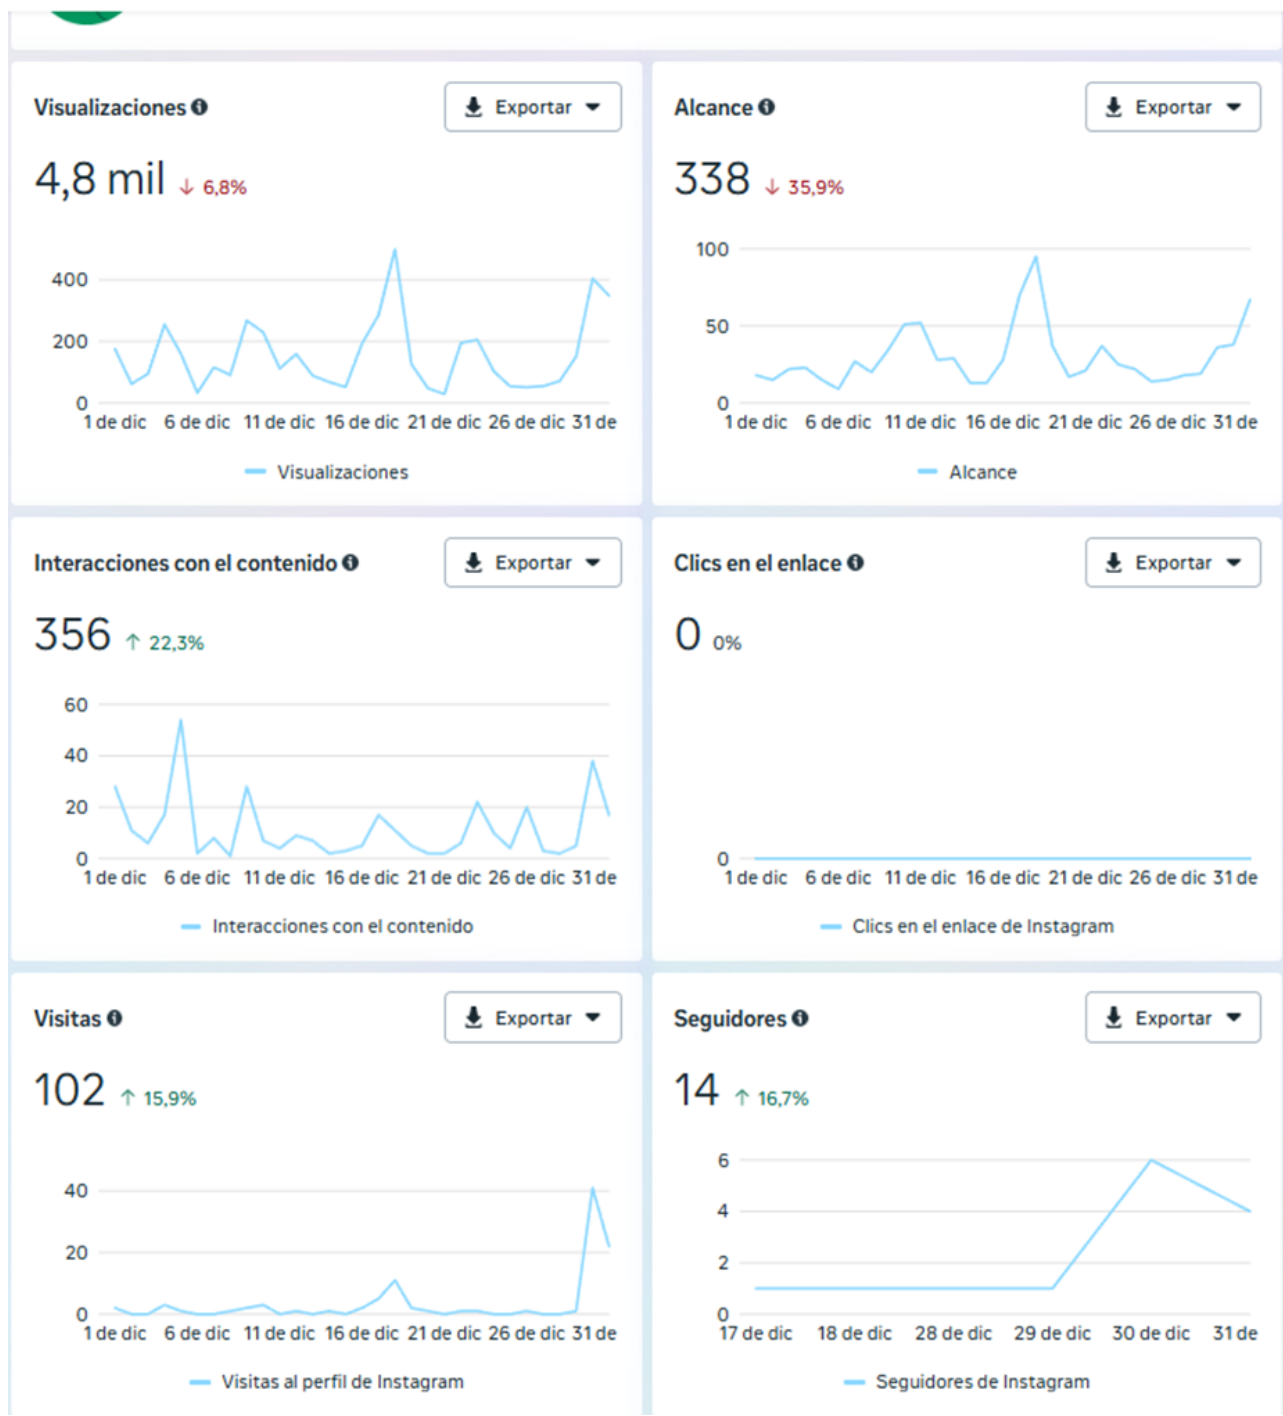 Visualizaciones
Exportar
4,8 mil ↓ 6,8%
400
200
0
1 de dic 6 de dic 11 de dic 16 de dic 21 de dic 26 de dic 31 de
Visualizaciones
Alcance
Exportar
338 ↓ 35,9%
100
50
0
1 de dic 6 de dic 11 de dic 16 de dic 21 de dic 26 de dic 31 de
Alcance
Interacciones con el contenido
Exportar
356 ↑ 22,3%
60
40
20
0
1 de dic 6 de dic 11 de dic 16 de dic 21 de dic 26 de dic 31 de
Interacciones con el contenido
Clics en el enlace
Exportar
0 0%
0
1 de dic 6 de dic 11 de dic 16 de dic 21 de dic 26 de dic 31 de
Clics en el enlace de Instagram
Visitas
Exportar
102 ↑ 15,9%
40
20
0
1 de dic 6 de dic 11 de dic 16 de dic 21 de dic 26 de dic 31 de
Visitas al perfil de Instagram
Seguidores
Exportar
14 ↑ 16,7%
6
4
2
0
17 de dic 18 de dic 28 de dic 29 de dic 30 de dic 31 de
Seguidores de Instagram